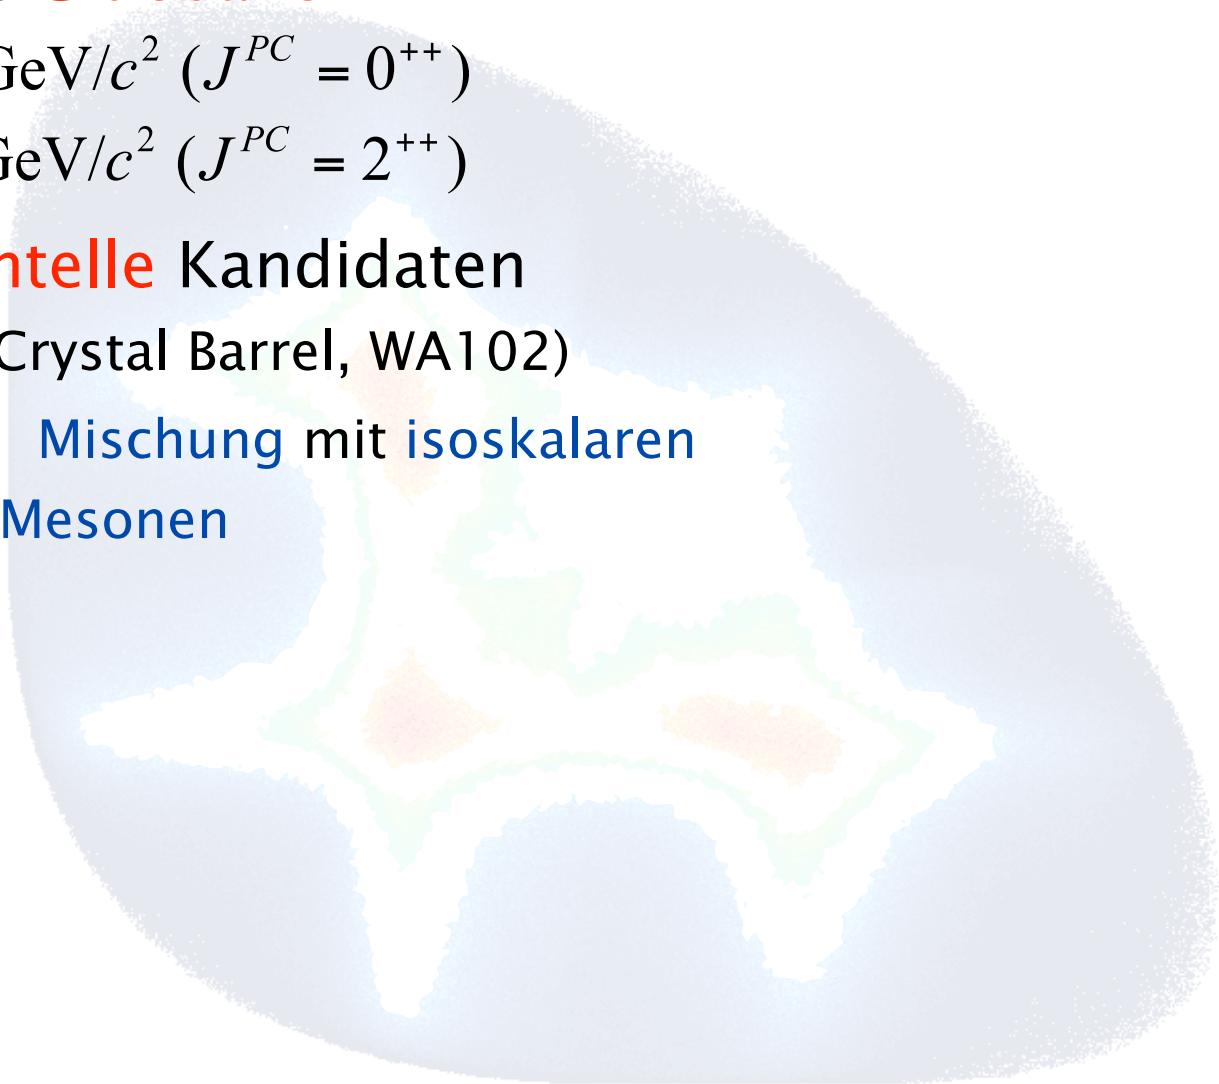 GeV/c² (J^PC = 0⁺⁺)
GeV/c² (J^PC = 2⁺⁺)
ntelle Kandidaten
Crystal Barrel, WA102)
Mischung mit isoskalaren
Mesonen